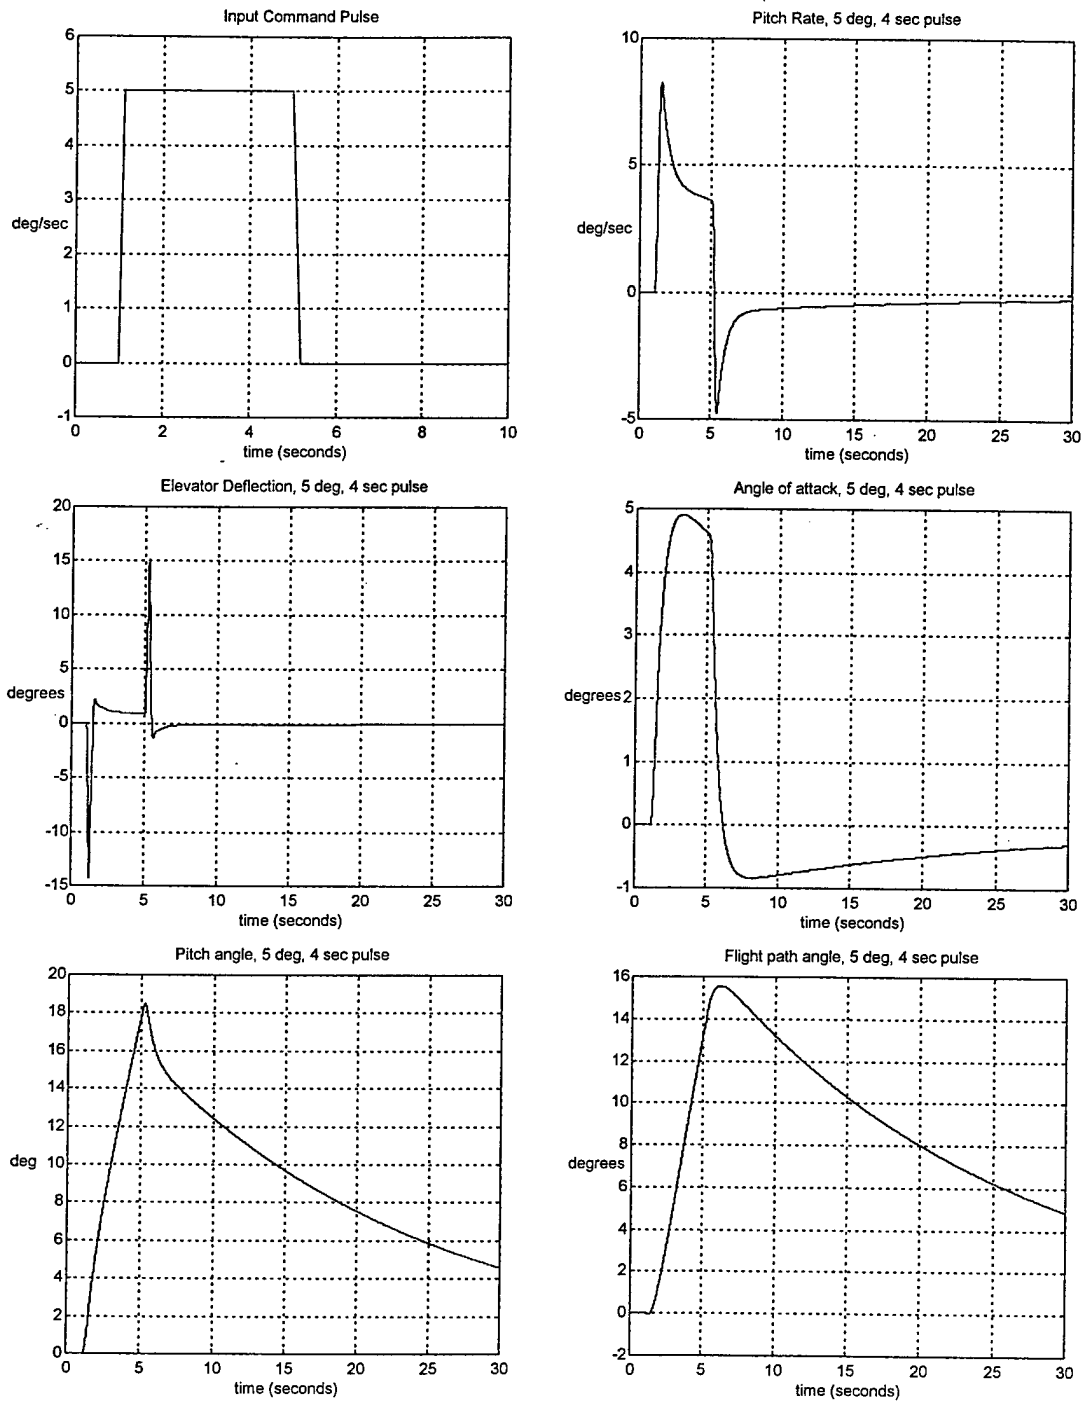 Input Command Pulse
6
5
4
3
deg/sec
2
1
0
-1
0 2 4 6 8 10
time (seconds)
Pitch Rate, 5 deg, 4 sec pulse
10
5
deg/sec
0
-5
0 5 10 15 20 25 30
time (seconds)
Elevator Deflection, 5 deg, 4 sec pulse
20
15
10
5
degrees
0
-5
-10
-15
0 5 10 15 20 25 30
time (seconds)
Angle of attack, 5 deg, 4 sec pulse
5
4
3
degrees 2
1
0
-1
0 5 10 15 20 25 30
time (seconds)
Pitch angle, 5 deg, 4 sec pulse
20
18
16
14
12
deg 10
8
6
4
2
0
0 5 10 15 20 25 30
time (seconds)
Flight path angle, 5 deg, 4 sec pulse
16
14
12
10
8
degrees
6
4
2
0
-2
0 5 10 15 20 25 30
time (seconds)